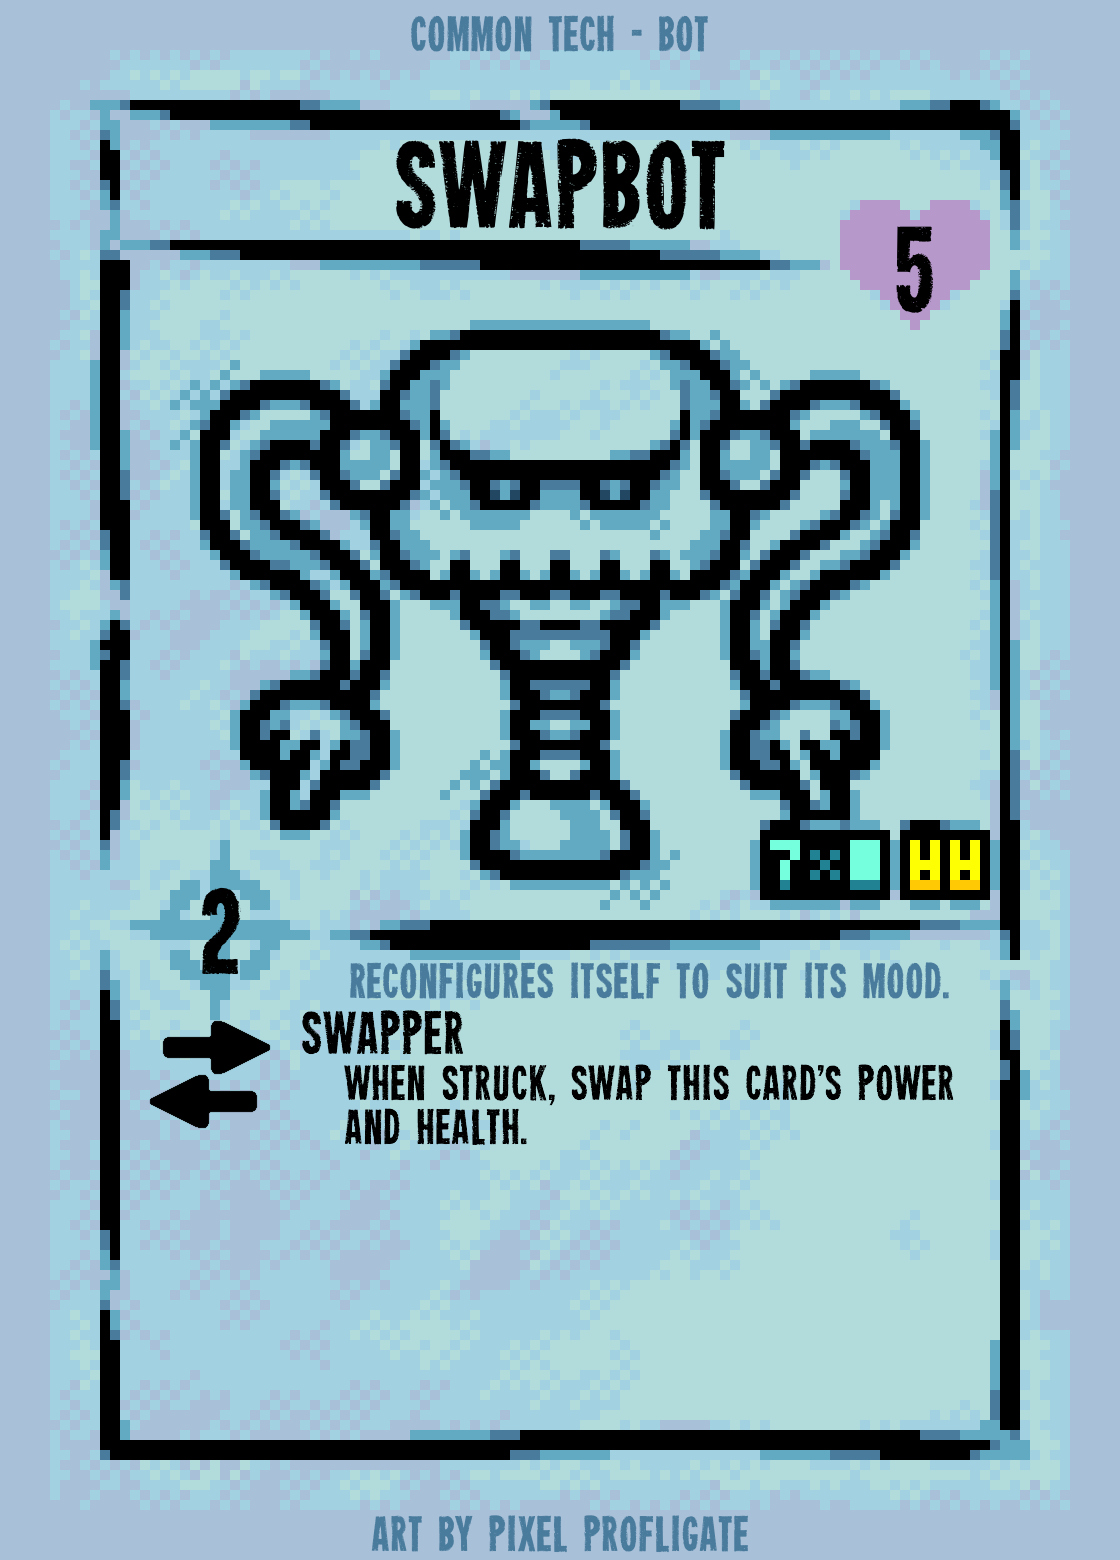 COMMON TECH - BOT
SWAPBOT
5
7×
2
RECONFIGURES ITSELF TO SUIT ITS MOOD.
SWAPPER
WHEN STRUCK, SWAP THIS CARD'S POWER
AND HEALTH.
ART BY PIXEL PROFLIGATE